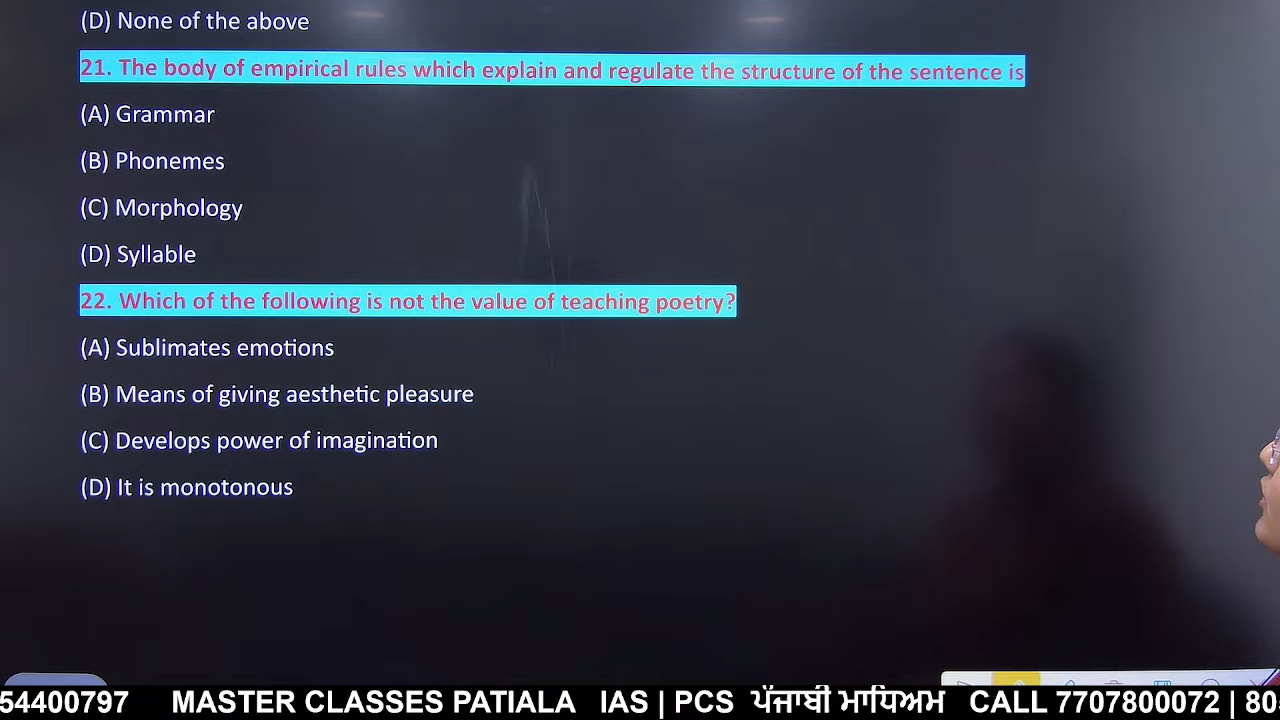 (D) None of the above
21. The body of empirical rules which explain and regulate the structure of the sentence is
(A) Grammar
(B) Phonemes
(C) Morphology
(D) Syllable
22. Which of the following is not the value of teaching poetry?
(A) Sublimates emotions
(B) Means of giving aesthetic pleasure
(C) Develops power of imagination
(D) It is monotonous
54400797 MASTER CLASSES PATIALA IAS | PCS ਪੰਜਾਬੀ ਮਾਧਿਅਮ CALL 7707800072 | 80